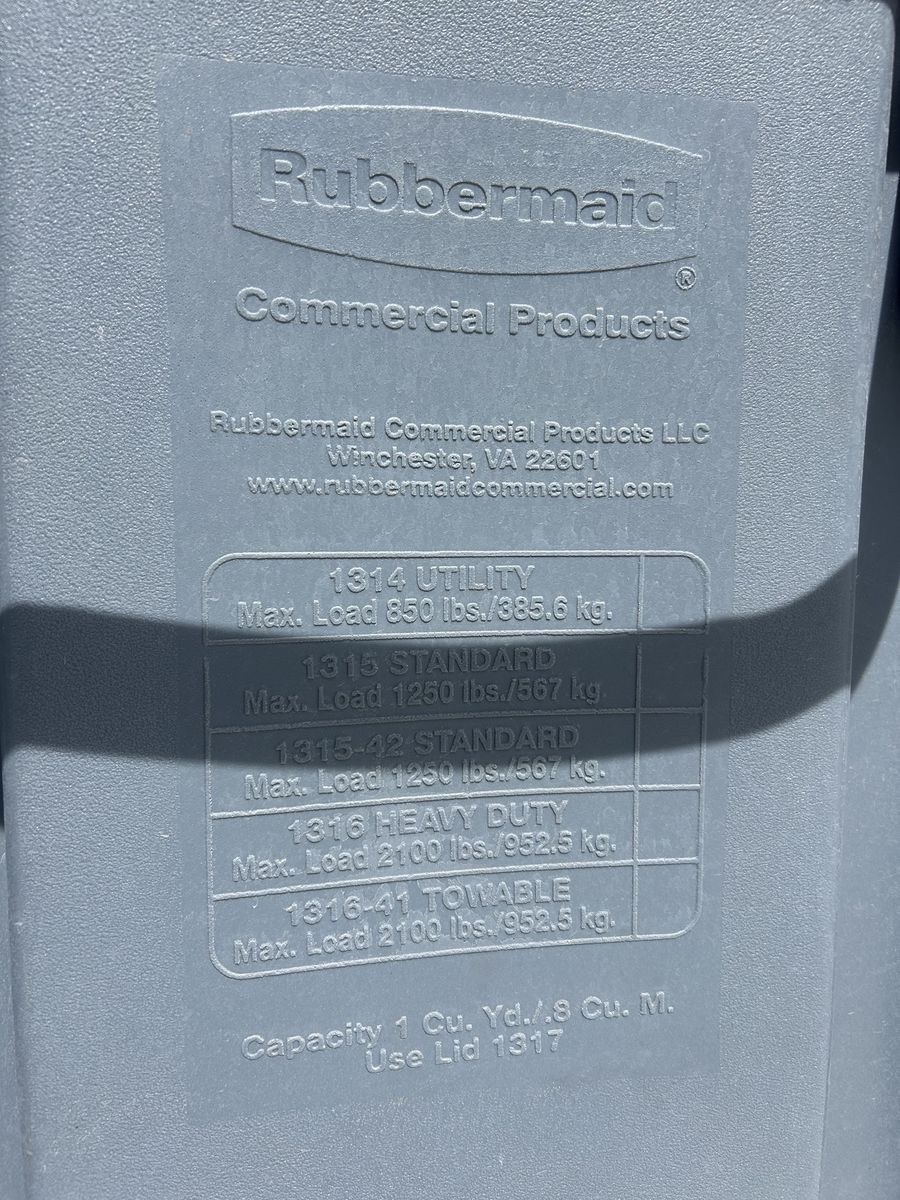 Rubbermaid
®
Commercial Products
Rubbermaid Commercial Products LLC
Winchester, VA 22601
www.rubbermaidcommercial.com
1314 UTILITY
Max. Load 850 lbs./385.6 kg.
1315 STANDARD
Max. Load 1250 lbs./567 kg.
1315-42 STANDARD
Max. Load 1250 lbs./567 kg.
1316 HEAVY DUTY
Max. Load 2100 lbs./952.5 kg.
1316-41 TOWABLE
Max. Load 2100 lbs./952.5 kg.
Capacity 1 Cu. Yd./.8 Cu. M.
Use Lid 1317